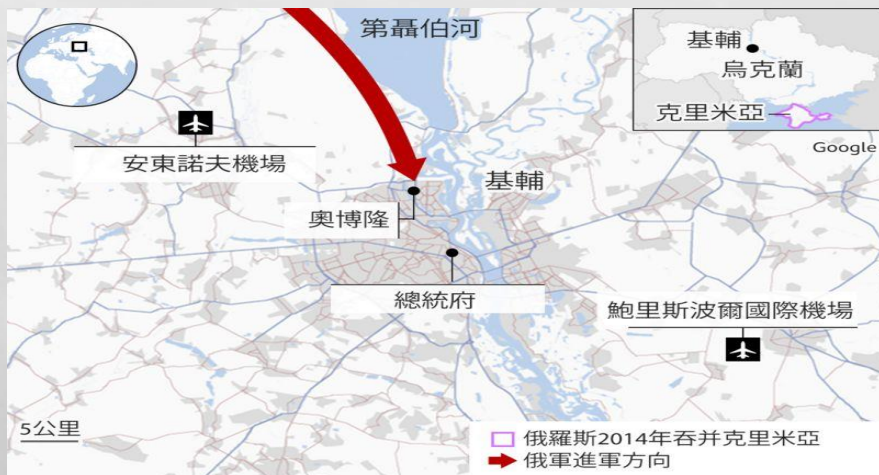 第聶伯河
基輔
烏克蘭
克里米亞
Google
安東諾夫機場
基輔
奧博隆
總統府
鮑里斯波爾國際機場
5公里
俄羅斯2014年吞并克里米亞
俄軍進軍方向